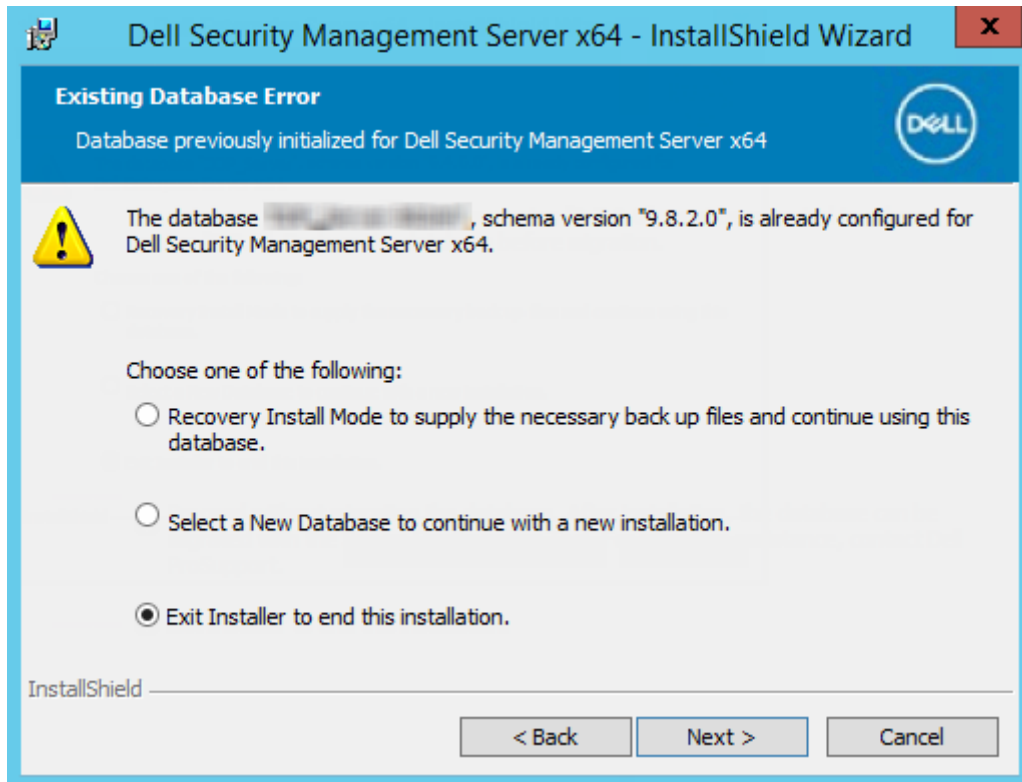 Dell Security Management Server x64 - InstallShield Wizard
x
Existing Database Error
Database previously initialized for Dell Security Management Server x64
DELL
The database , schema version "9.8.2.0", is already configured for
Dell Security Management Server x64.
Choose one of the following:
Recovery Install Mode to supply the necessary back up files and continue using this
database.
Select a New Database to continue with a new installation.
Exit Installer to end this installation.
InstallShield
< Back
Next >
Cancel